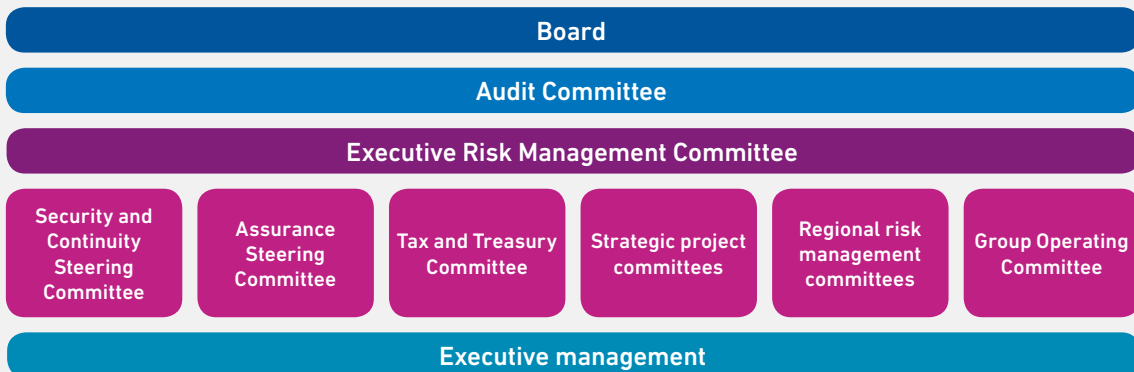 Board
Audit Committee
Executive Risk Management Committee
Security and
Continuity
Steering
Committee
Assurance
Steering
Committee
Tax and Treasury
Committee
Strategic project
committees
Regional risk
management
committees
Group Operating
Committee
Executive management